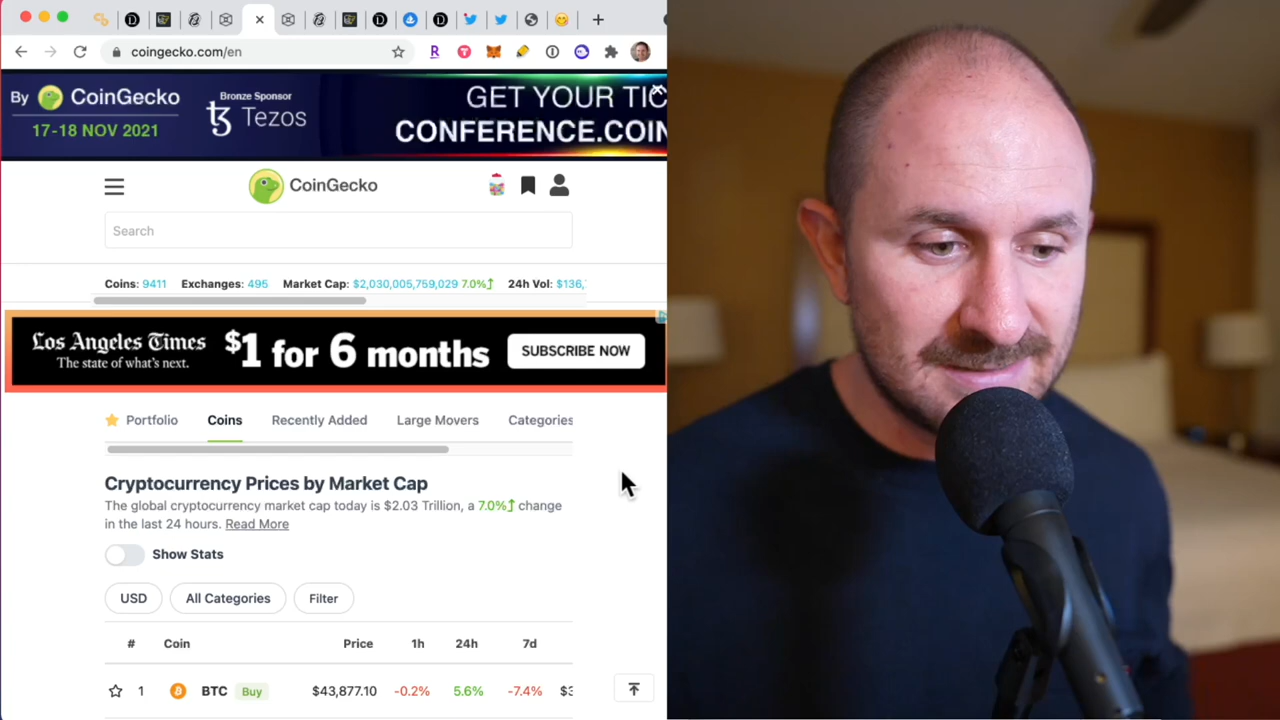 coingecko.com/en
By CoinGecko
17-18 NOV 2021
Bronze Sponsor
Tezos
GET YOUR TIC
CONFERENCE.COIN
CoinGecko
Search
Coins: 9411 Exchanges: 495 Market Cap: $2,030,005,759,029 7.0% 24h Vol: $136,
Los Angeles Times
The state of what's next.
$1 for 6 months
SUBSCRIBE NOW
Portfolio Coins Recently Added Large Movers Categories
Cryptocurrency Prices by Market Cap
The global cryptocurrency market cap today is $2.03 Trillion, a 7.0% change
in the last 24 hours. Read More
Show Stats
USD All Categories Filter
# Coin Price 1h 24h 7d
1 BTC Buy $43,877.10 -0.2% 5.6% -7.4% $3